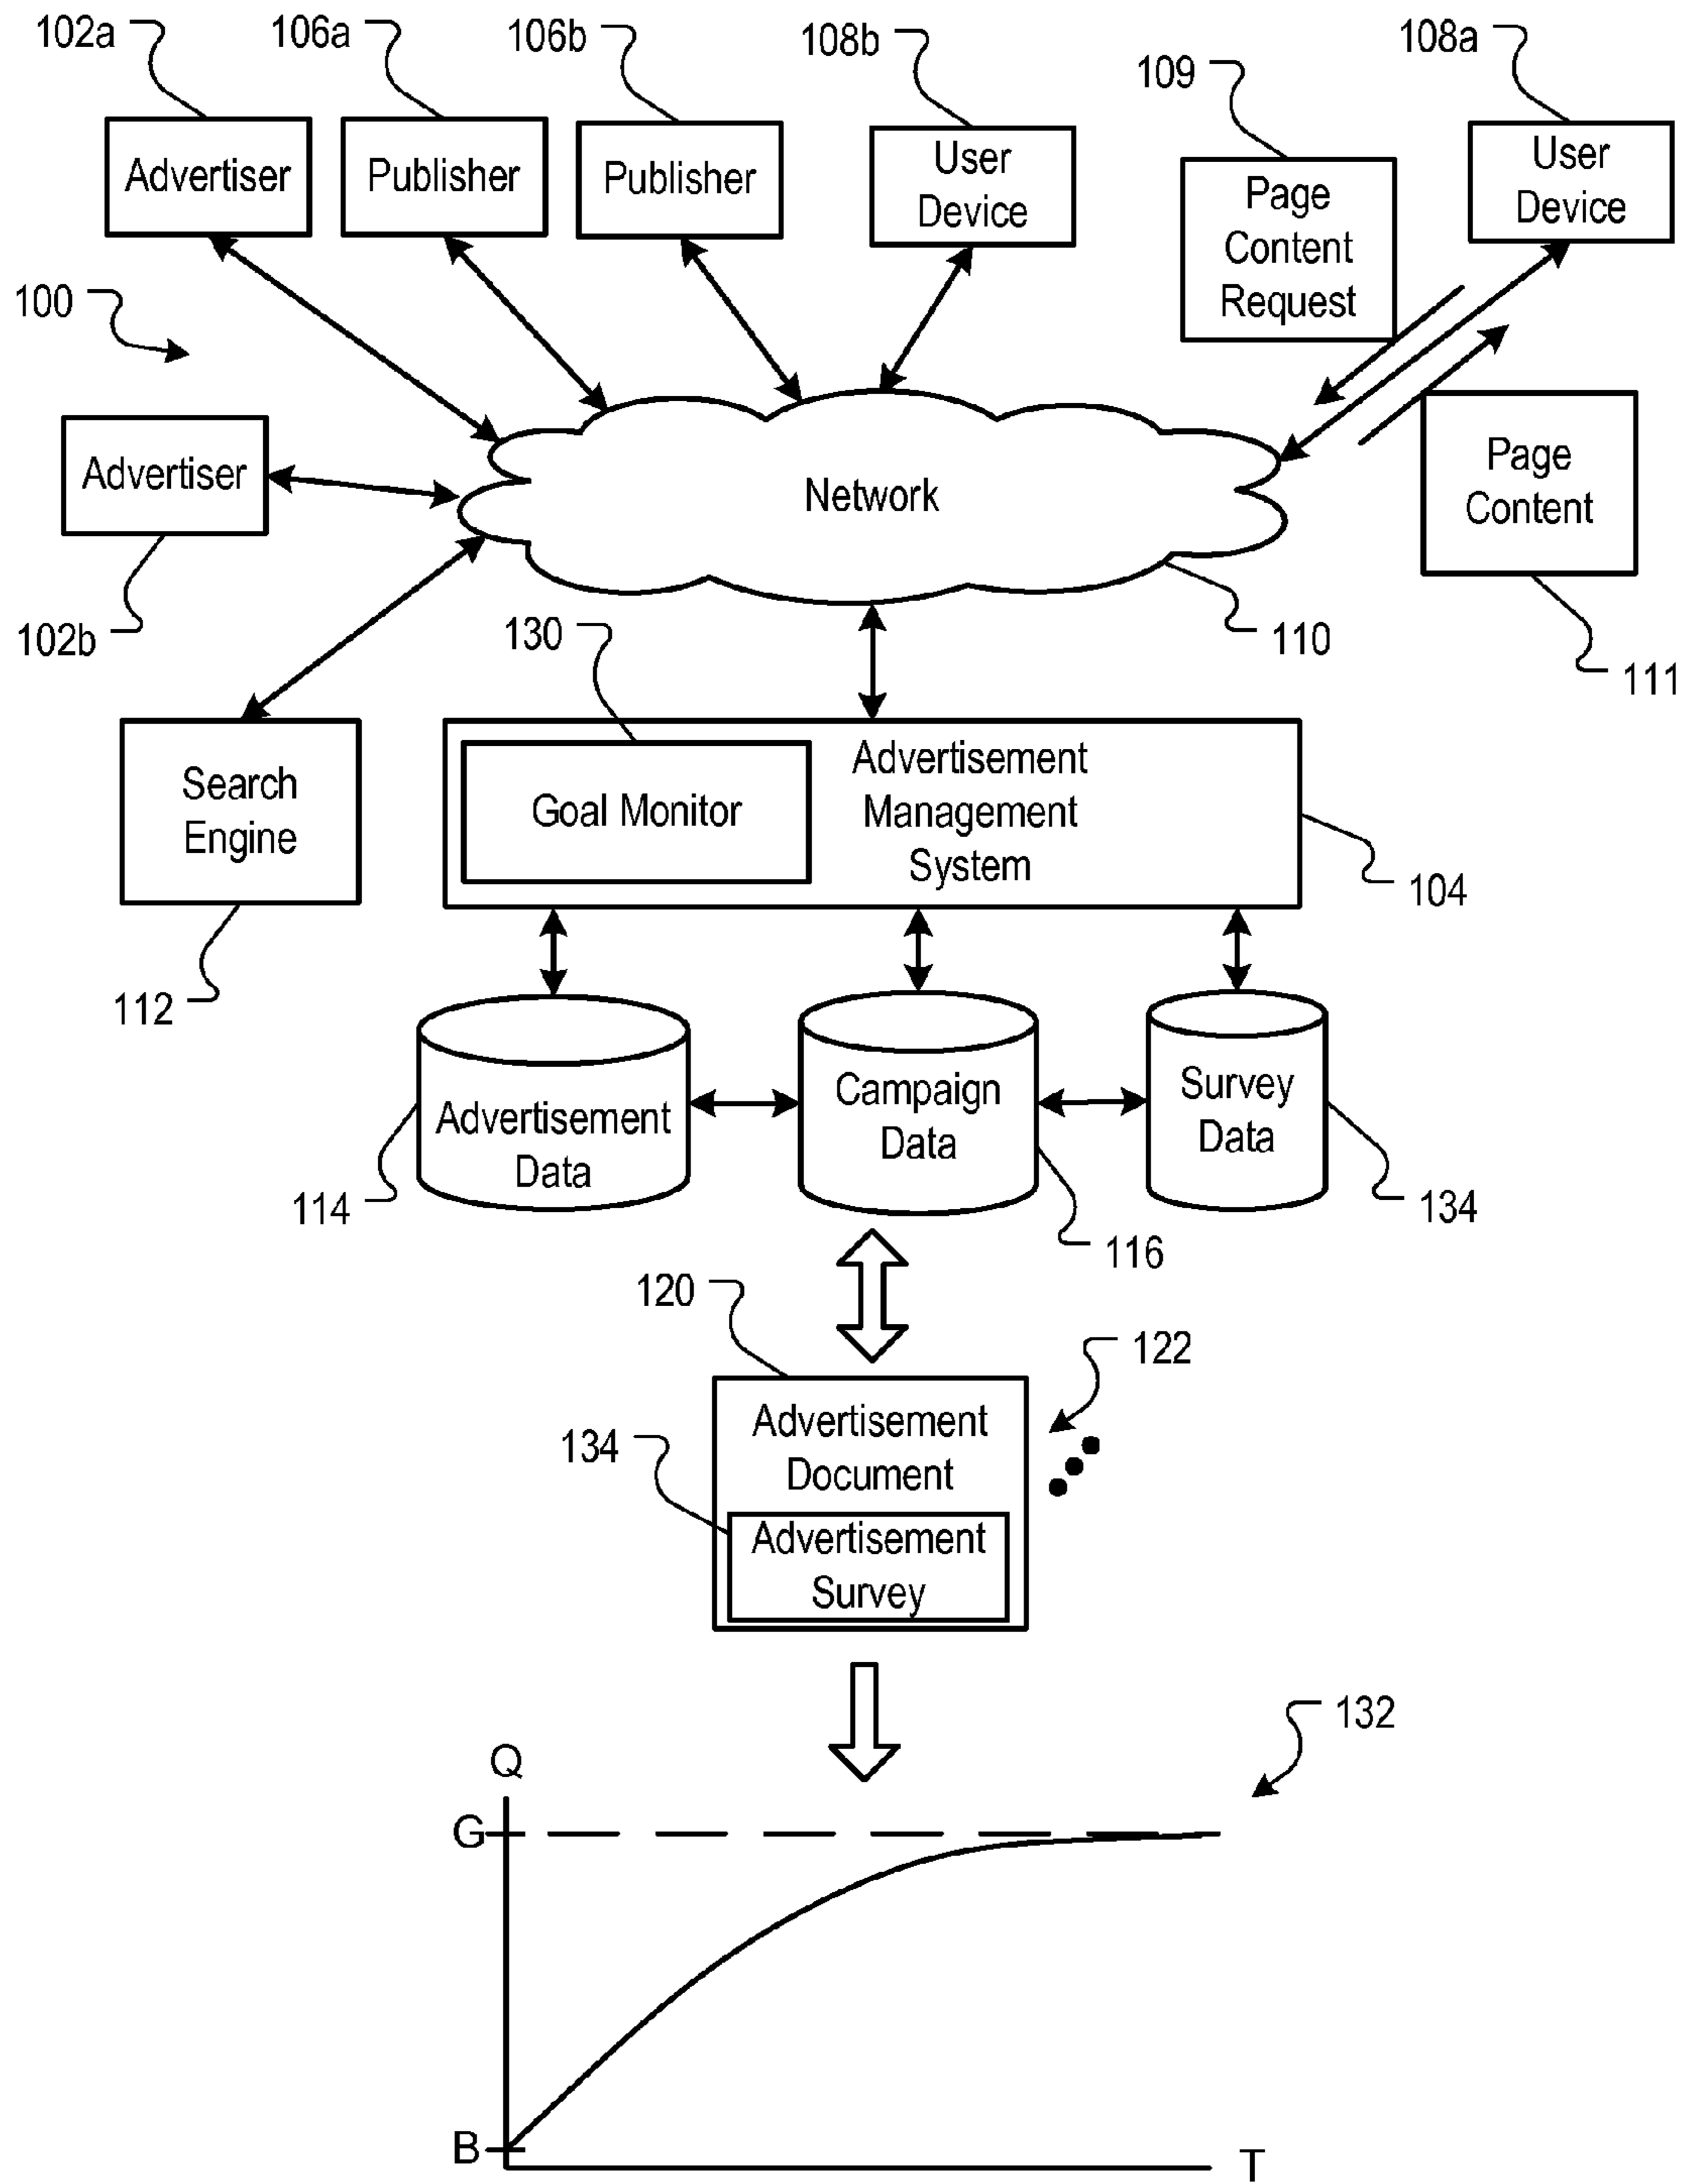 102a
106a
106b
108b
109
108a
Advertiser
Publisher
Publisher
User
Device
Page
Content
Request
User
Device
100
Advertiser
Network
Page
Content
102b
130
110
111
Search
Engine
Goal Monitor
Advertisement
Management
System
104
112
Advertisement
Data
Campaign
Data
Survey
Data
114
116
134
120
122
Advertisement
Document
134
Advertisement
Survey
132
Q
G
B
T